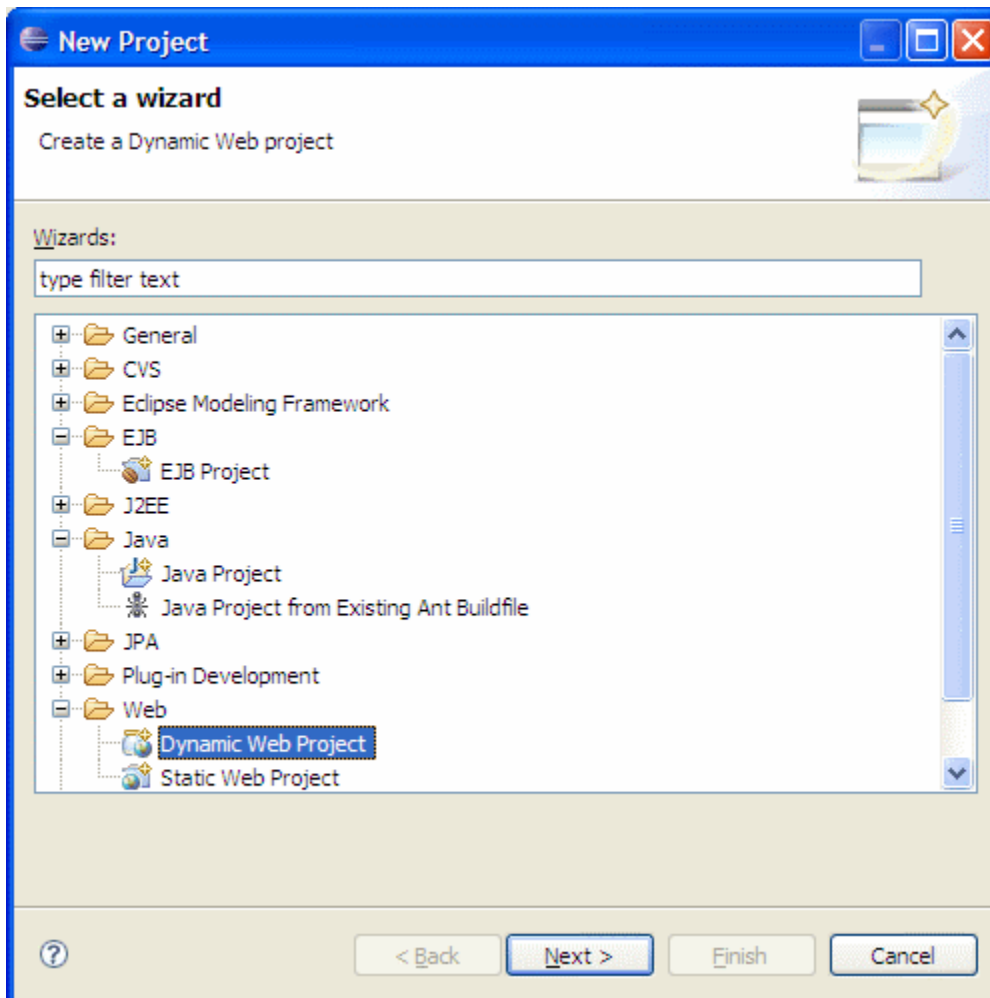 New Project
Select a wizard
Create a Dynamic Web project
Wizards:
type filter text
General
CVS
Eclipse Modeling Framework
EJB
EJB Project
J2EE
Java
Java Project
Java Project from Existing Ant Buildfile
JPA
Plug-in Development
Web
Dynamic Web Project
Static Web Project
< Back Next > Finish Cancel